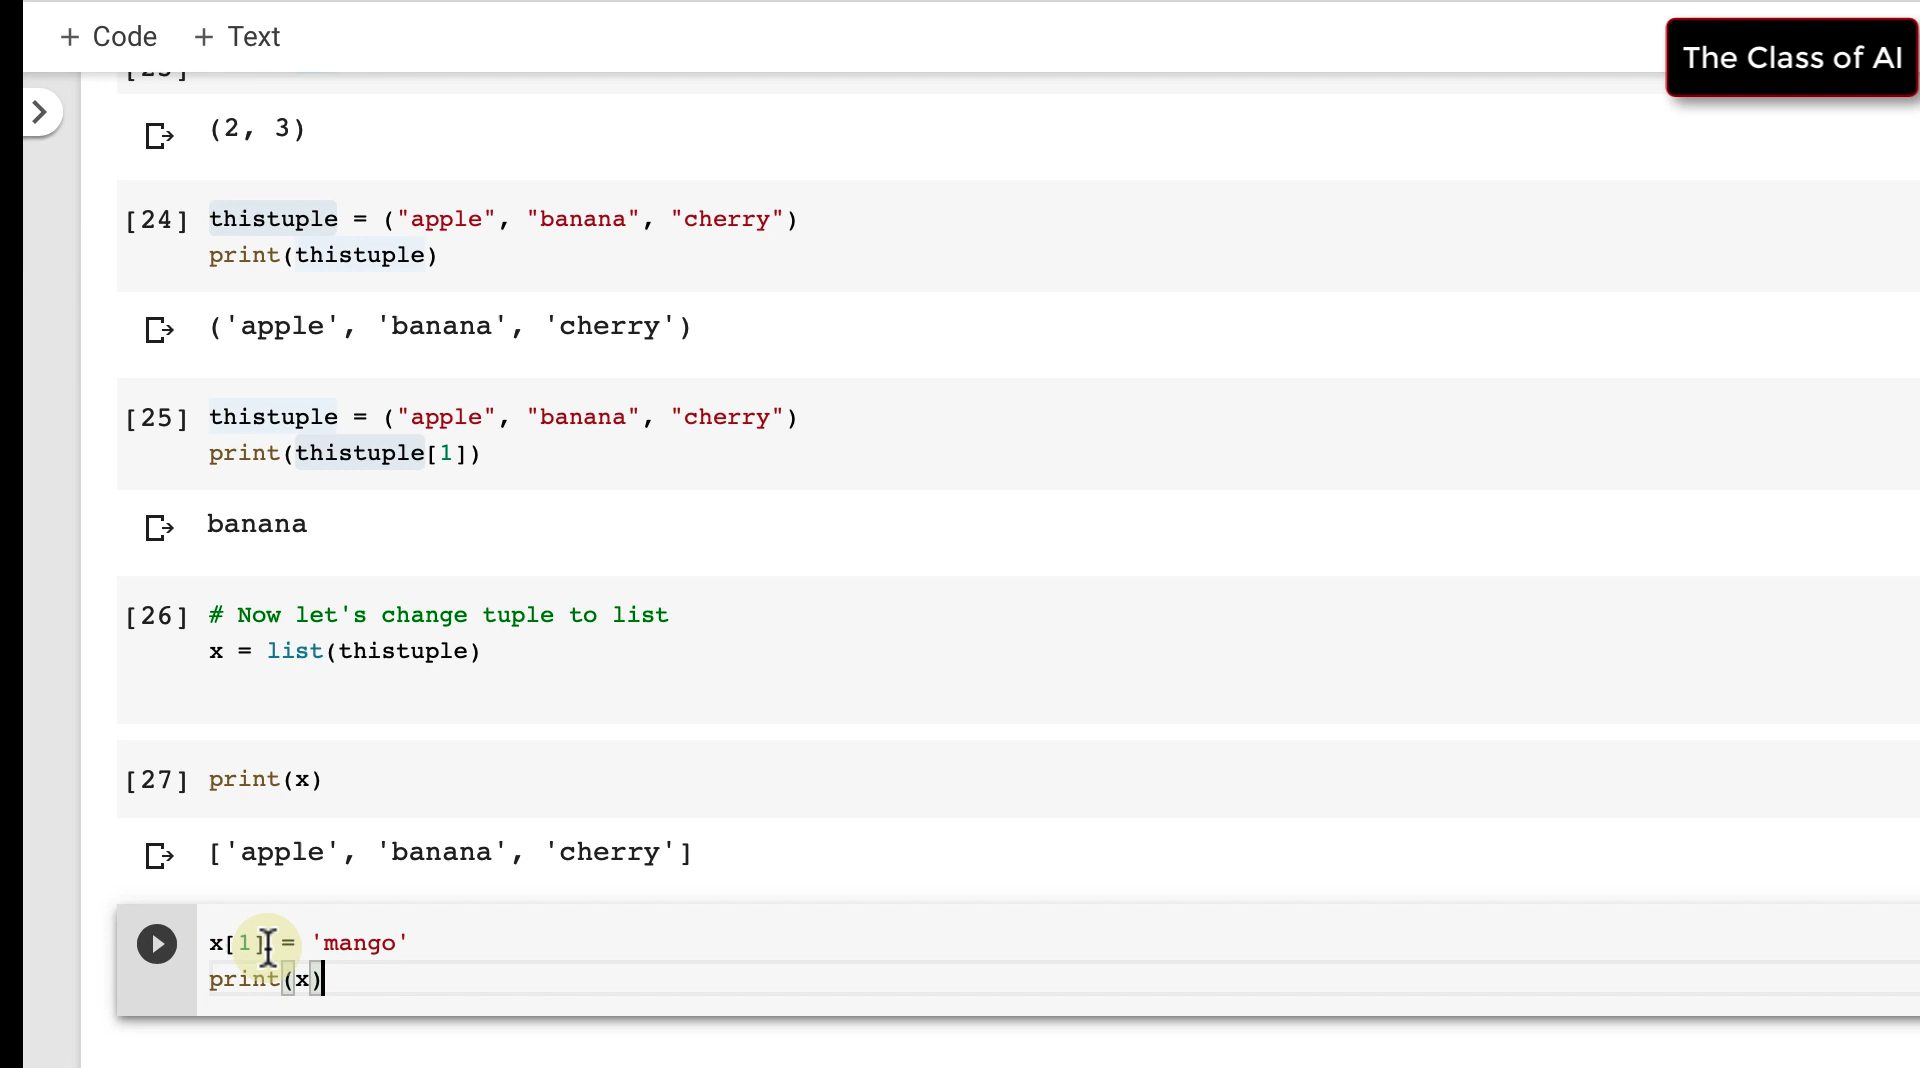 + Code + Text
The Class of AI
(2, 3)
[24] thistuple = ("apple", "banana", "cherry")
print(thistuple)
('apple', 'banana', 'cherry')
[25] thistuple = ("apple", "banana", "cherry")
print(thistuple[1])
banana
[26] # Now let's change tuple to list
x = list(thistuple)
[27] print(x)
['apple', 'banana', 'cherry']
x[1] = 'mango'
print(x)